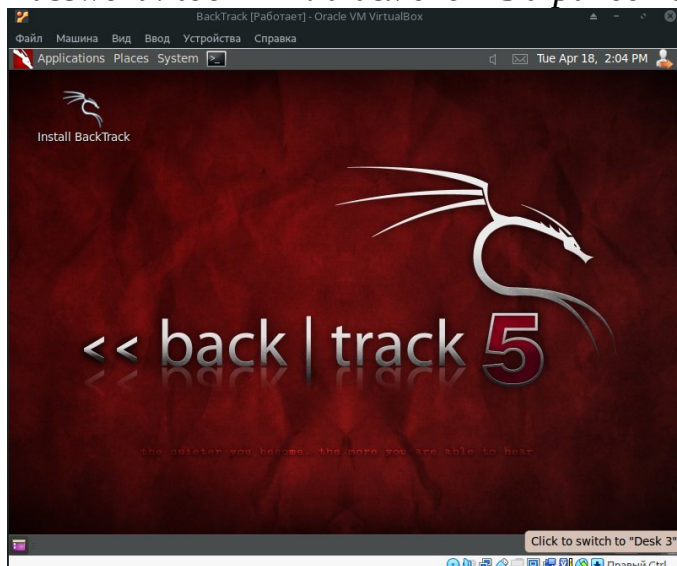 BackTrack [Работает] - Oracle VM VirtualBox
Файл Машина Вид Ввод Устройства Справка
Applications Places System Tue Apr 18, 2:04 PM
Install BackTrack
<< back | track 5
the quieter you become, the more you are able to hear
Click to switch to "Desk 3"
Правый Ctrl